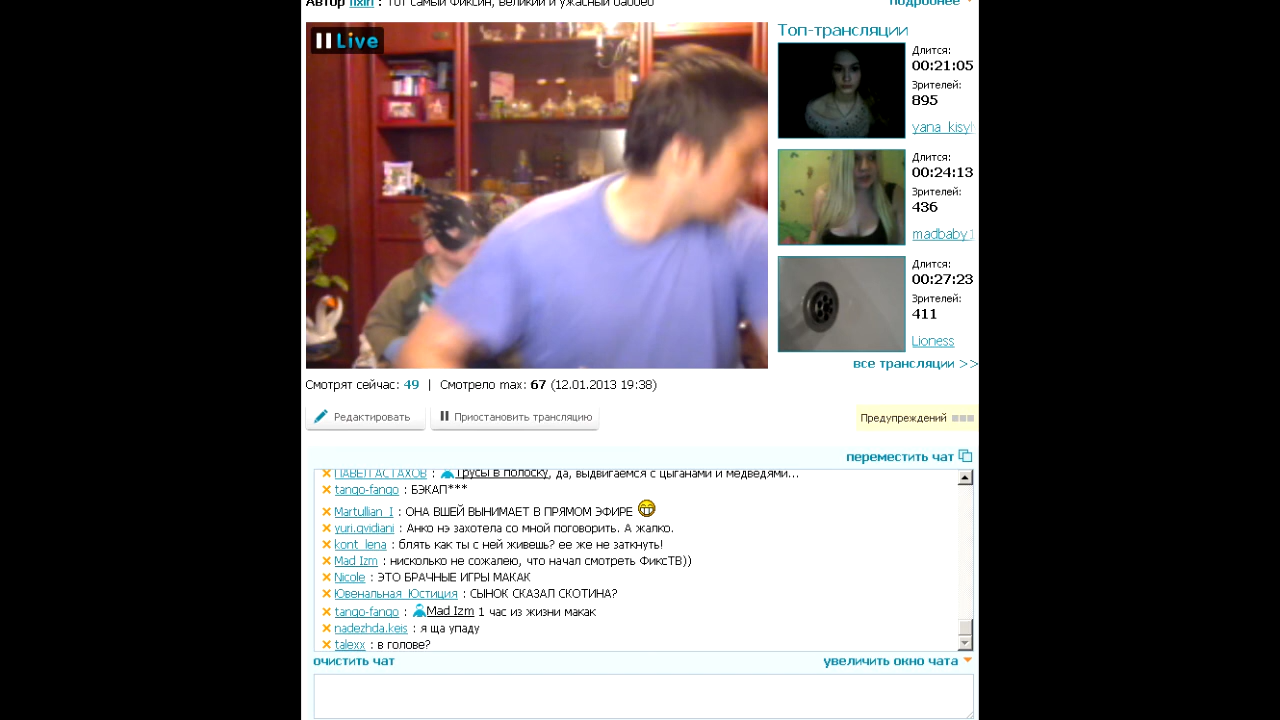 Автор fixin : Тот самый Фиксин, великий и ужасный
подробнее
Live
Топ-трансляции
Длится:
00:21:05
Зрителей:
895
yana_kisyl
Длится:
00:24:13
Зрителей:
436
madbaby1
Длится:
00:27:23
Зрителей:
411
Lioness
все трансляции >>
Смотрят сейчас: 49 | Смотрело max: 67 (12.01.2013 19:38)
Редактировать
Приостановить трансляцию
Предупреждений
переместить чат
ПАВЕЛ АСТАХОВ : Трусы в полоску, да, выдвигаемся с цыганами и медведями...
tango-fango : БЭКАП***
Martullian_I : ОНА ВШЕЙ ВЫНИМАЕТ В ПРЯМОМ ЭФИРЕ
yuri.gvidiani : Анко нэ захотела со мной поговорить. А жалко.
kont_lena : блять как ты с ней живешь? ее же не заткнуть!
Mad Izm : нисколько не сожалею, что начал смотреть ФиксТВ))
Nicole : ЭТО БРАЧНЫЕ ИГРЫ МАКАК
Ювенальная_Юстиция : СЫНОК СКАЗАЛ СКОТИНА?
tango-fango : Mad Izm 1 час из жизни макак
nadezhda.keis : я ща упаду
talexx : в голове?
очистить чат
увеличить окно чата